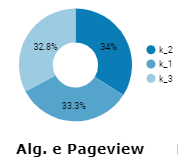 32.8%
34%
33.3%
k_2
k_1
k_3
Alg. e Pageview